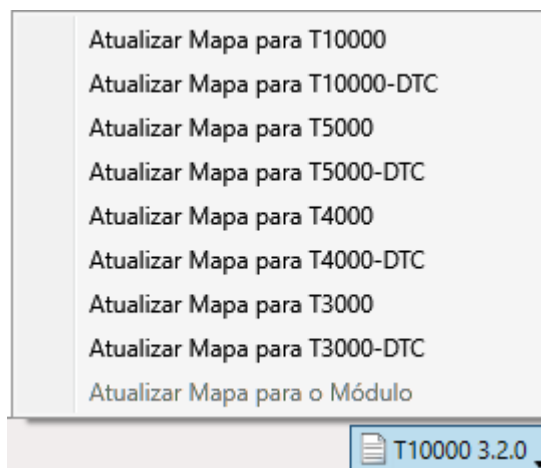 Atualizar Mapa para T10000
Atualizar Mapa para T10000-DTC
Atualizar Mapa para T5000
Atualizar Mapa para T5000-DTC
Atualizar Mapa para T4000
Atualizar Mapa para T4000-DTC
Atualizar Mapa para T3000
Atualizar Mapa para T3000-DTC
Atualizar Mapa para o Módulo
T10000 3.2.0